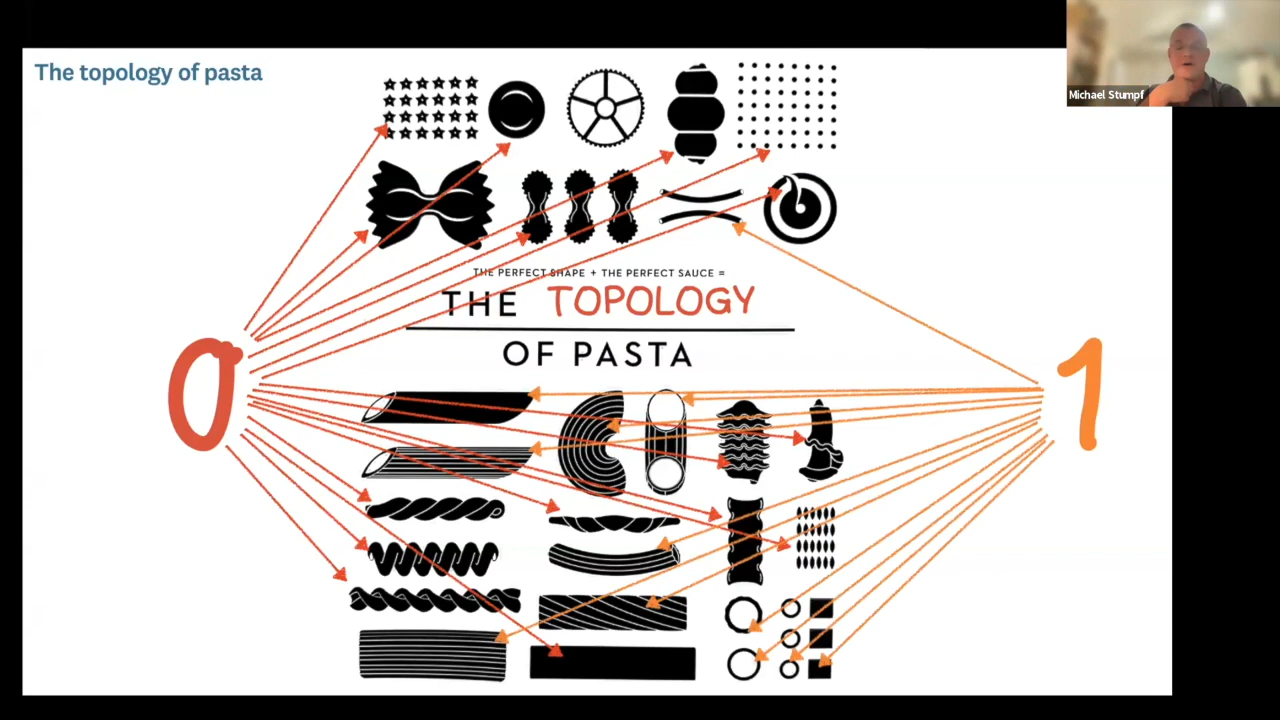 The topology of pasta
Michael Stumpf
THE PERFECT SHAPE + THE PERFECT SAUCE =
THE TOPOLOGY
OF PASTA
0
1